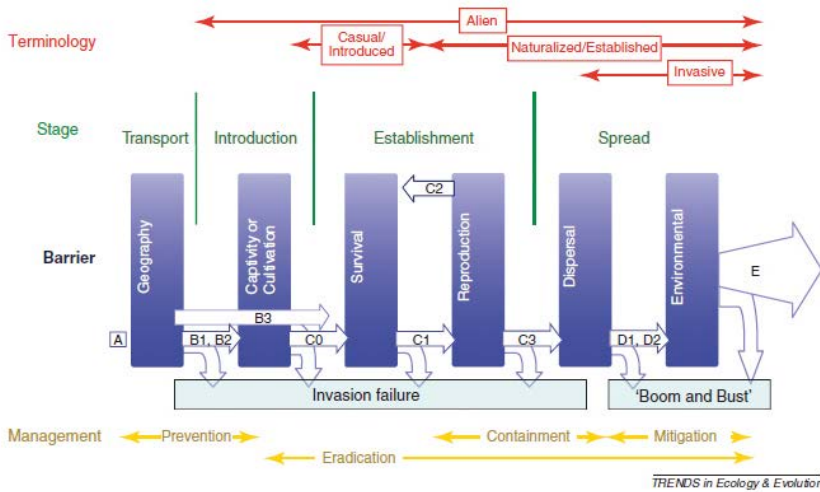 Alien
Terminology
Casual/
Introduced
Naturalized/Established
Invasive
Stage
Transport
Introduction
Establishment
Spread
Barrier
Geography
Captivity or
Cultivation
Survival
Reproduction
Dispersal
Environmental
C2
E
B3
A
B1, B2
C0
C1
C3
D1, D2
Invasion failure
'Boom and Bust'
Management
Prevention
Containment
Mitigation
Eradication
TRENDS in Ecology & Evolution